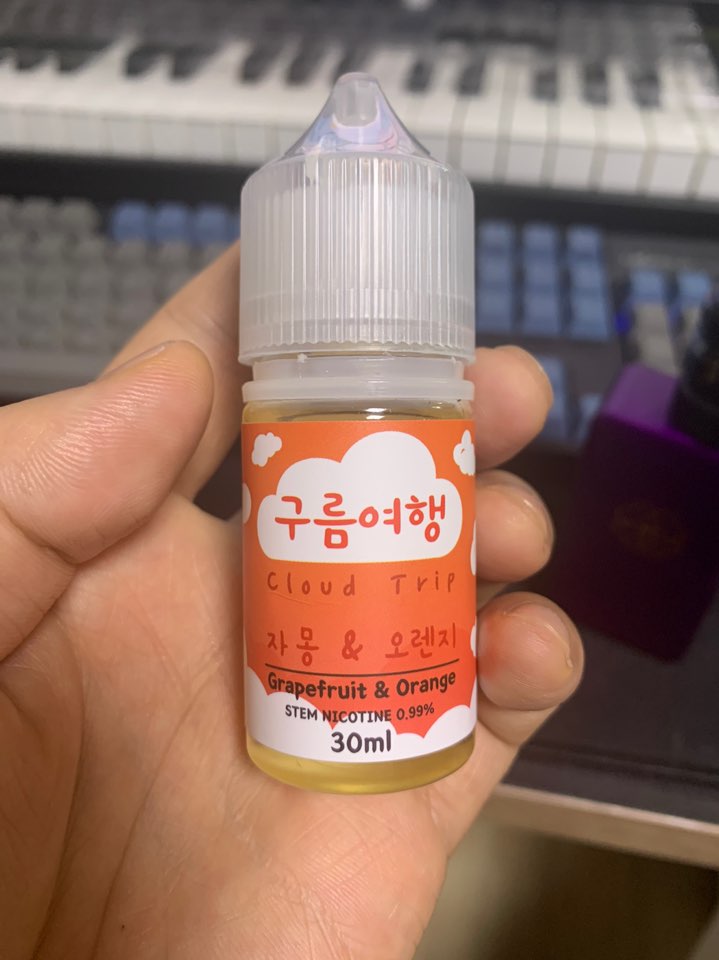 구름여행
Cloud Trip
자몽 & 오렌지
Grapefruit & Orange
STEM NICOTINE 0.99%
30ml